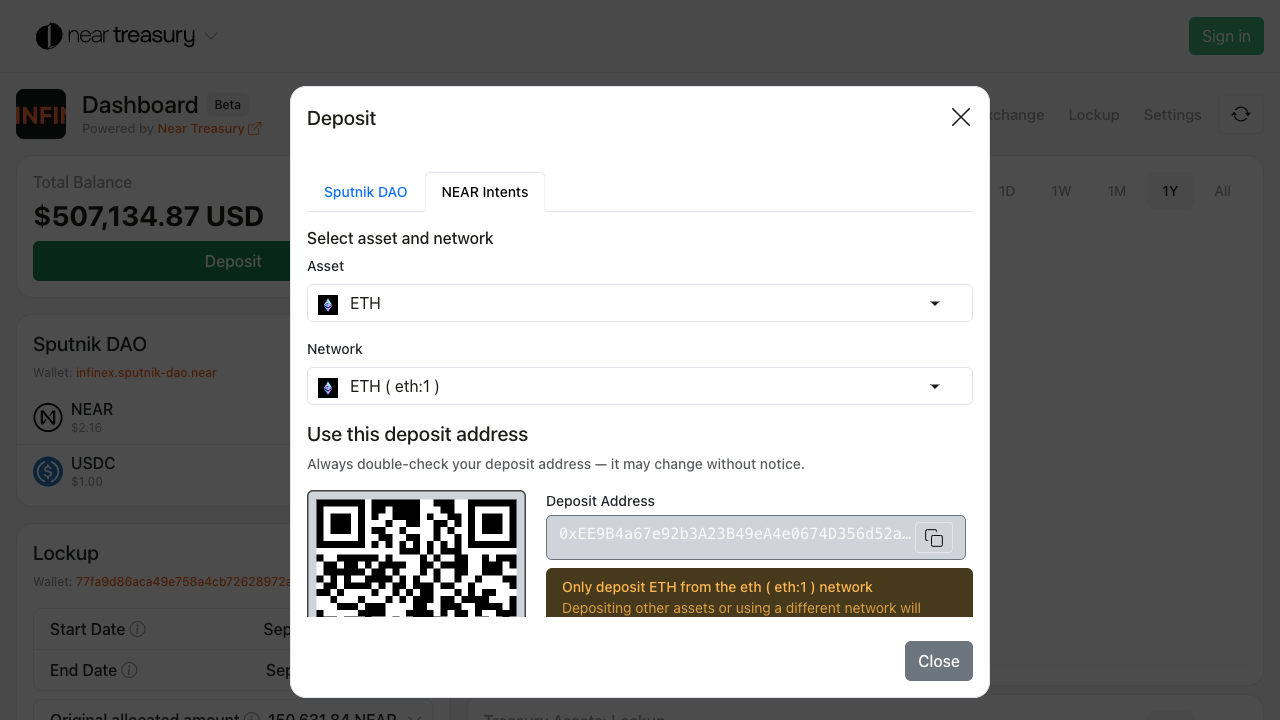 near treasury
Sign in
INFIN
Dashboard Beta
Powered by Near Treasury
xchange Lockup Settings
Total Balance
$507,134.87 USD
Deposit
1D 1W 1M 1Y All
Sputnik DAO
Wallet: infinex.sputnik-dao.near
NEAR
$2.16
USDC
$1.00
Lockup
Wallet: 77fa9d86aca49e758a4cb72628972a
Start Date Sep
End Date Sep
Original allocated amount 150,631.84 NEAR
Treasury Assets: Lockup
Deposit
Sputnik DAO NEAR Intents
Select asset and network
Asset
ETH
Network
ETH ( eth:1 )
Use this deposit address
Always double-check your deposit address — it may change without notice.
Deposit Address
0xEE9B4a67e92b3A23B49eA4e0674D356d52a…
Only deposit ETH from the eth ( eth:1 ) network
Depositing other assets or using a different network will
Close